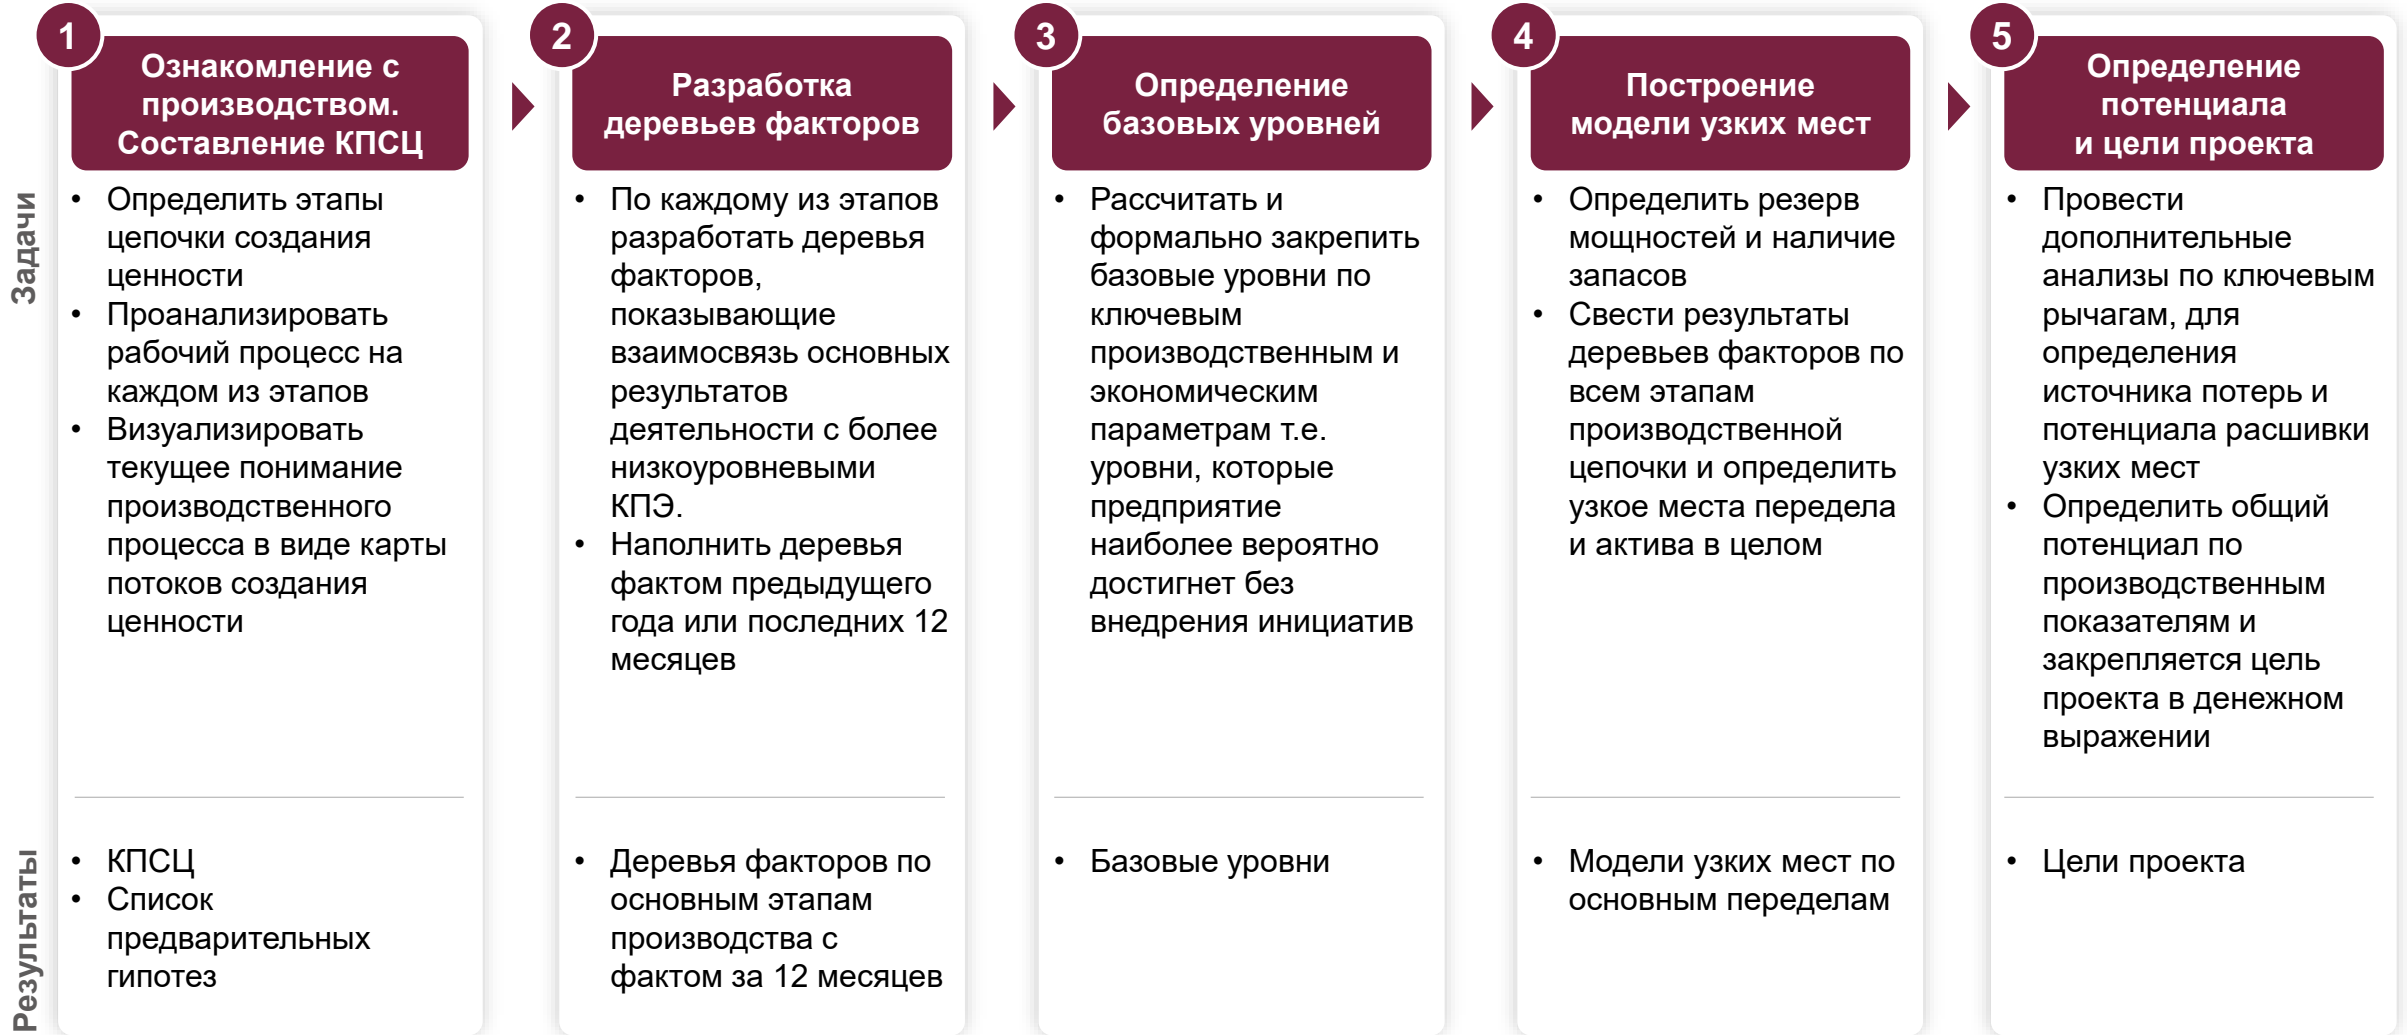 1
Ознакомление с
производством.
Составление КПСЦ
2
Разработка
деревьев факторов
3
Определение
базовых уровней
4
Построение
модели узких мест
5
Определение
потенциала
и цели проекта
Задачи
• Определить этапы
цепочки создания
ценности
• Проанализировать
рабочий процесс на
каждом из этапов
• Визуализировать
текущее понимание
производственного
процесса в виде карты
потоков создания
ценности
• По каждому из этапов
разработать деревья
факторов,
показывающие
взаимосвязь основных
результатов
деятельности с более
низкоуровневыми
КПЭ.
• Наполнить деревья
фактом предыдущего
года или последних 12
месяцев
• Рассчитать и
формально закрепить
базовые уровни по
ключевым
производственным и
экономическим
параметрам т.е.
уровни, которые
предприятие
наиболее вероятно
достигнет без
внедрения инициатив
• Определить резерв
мощностей и наличие
запасов
• Свести результаты
деревьев факторов по
всем этапам
производственной
цепочки и определить
узкое места передела
и актива в целом
• Провести
дополнительные
анализы по ключевым
рычагам, для
определения
источника потерь и
потенциала расшивки
узких мест
• Определить общий
потенциал по
производственным
показателям и
закрепляется цель
проекта в денежном
выражении
Результаты
• КПСЦ
• Список
предварительных
гипотез
• Деревья факторов по
основным этапам
производства с
фактом за 12 месяцев
• Базовые уровни
• Модели узких мест по
основным переделам
• Цели проекта